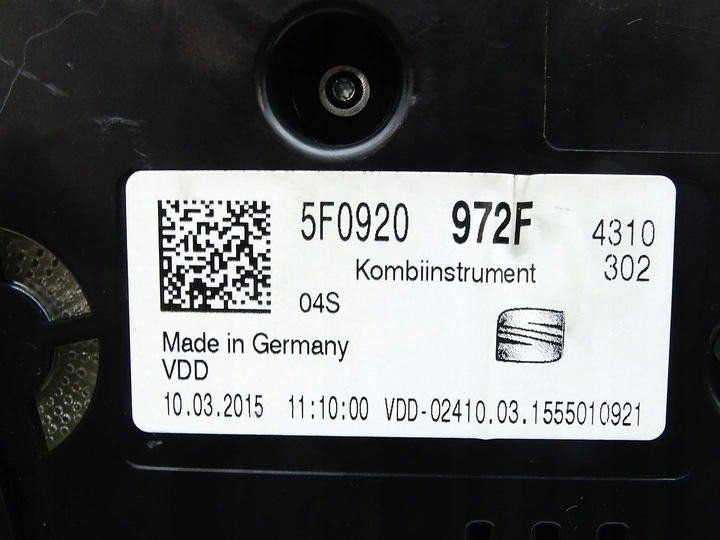 5F0920 972F 4310
Kombiinstrument 302
04S
Made in Germany
VDD
10.03.2015 11:10:00 VDD-02410.03.1555010921